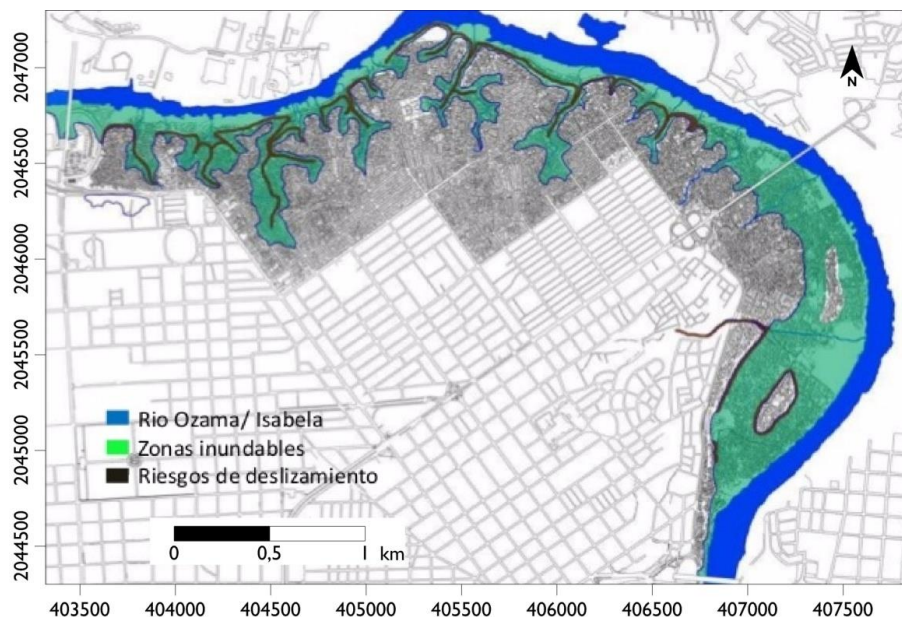 2047000
2046500
2046000
2045500
2045000
2044500
N
Rio Ozama/ Isabela
Zonas inundables
Riesgos de deslizamiento
0 0,5 1 km
403500 404000 404500 405000 405500 406000 406500 407000 407500